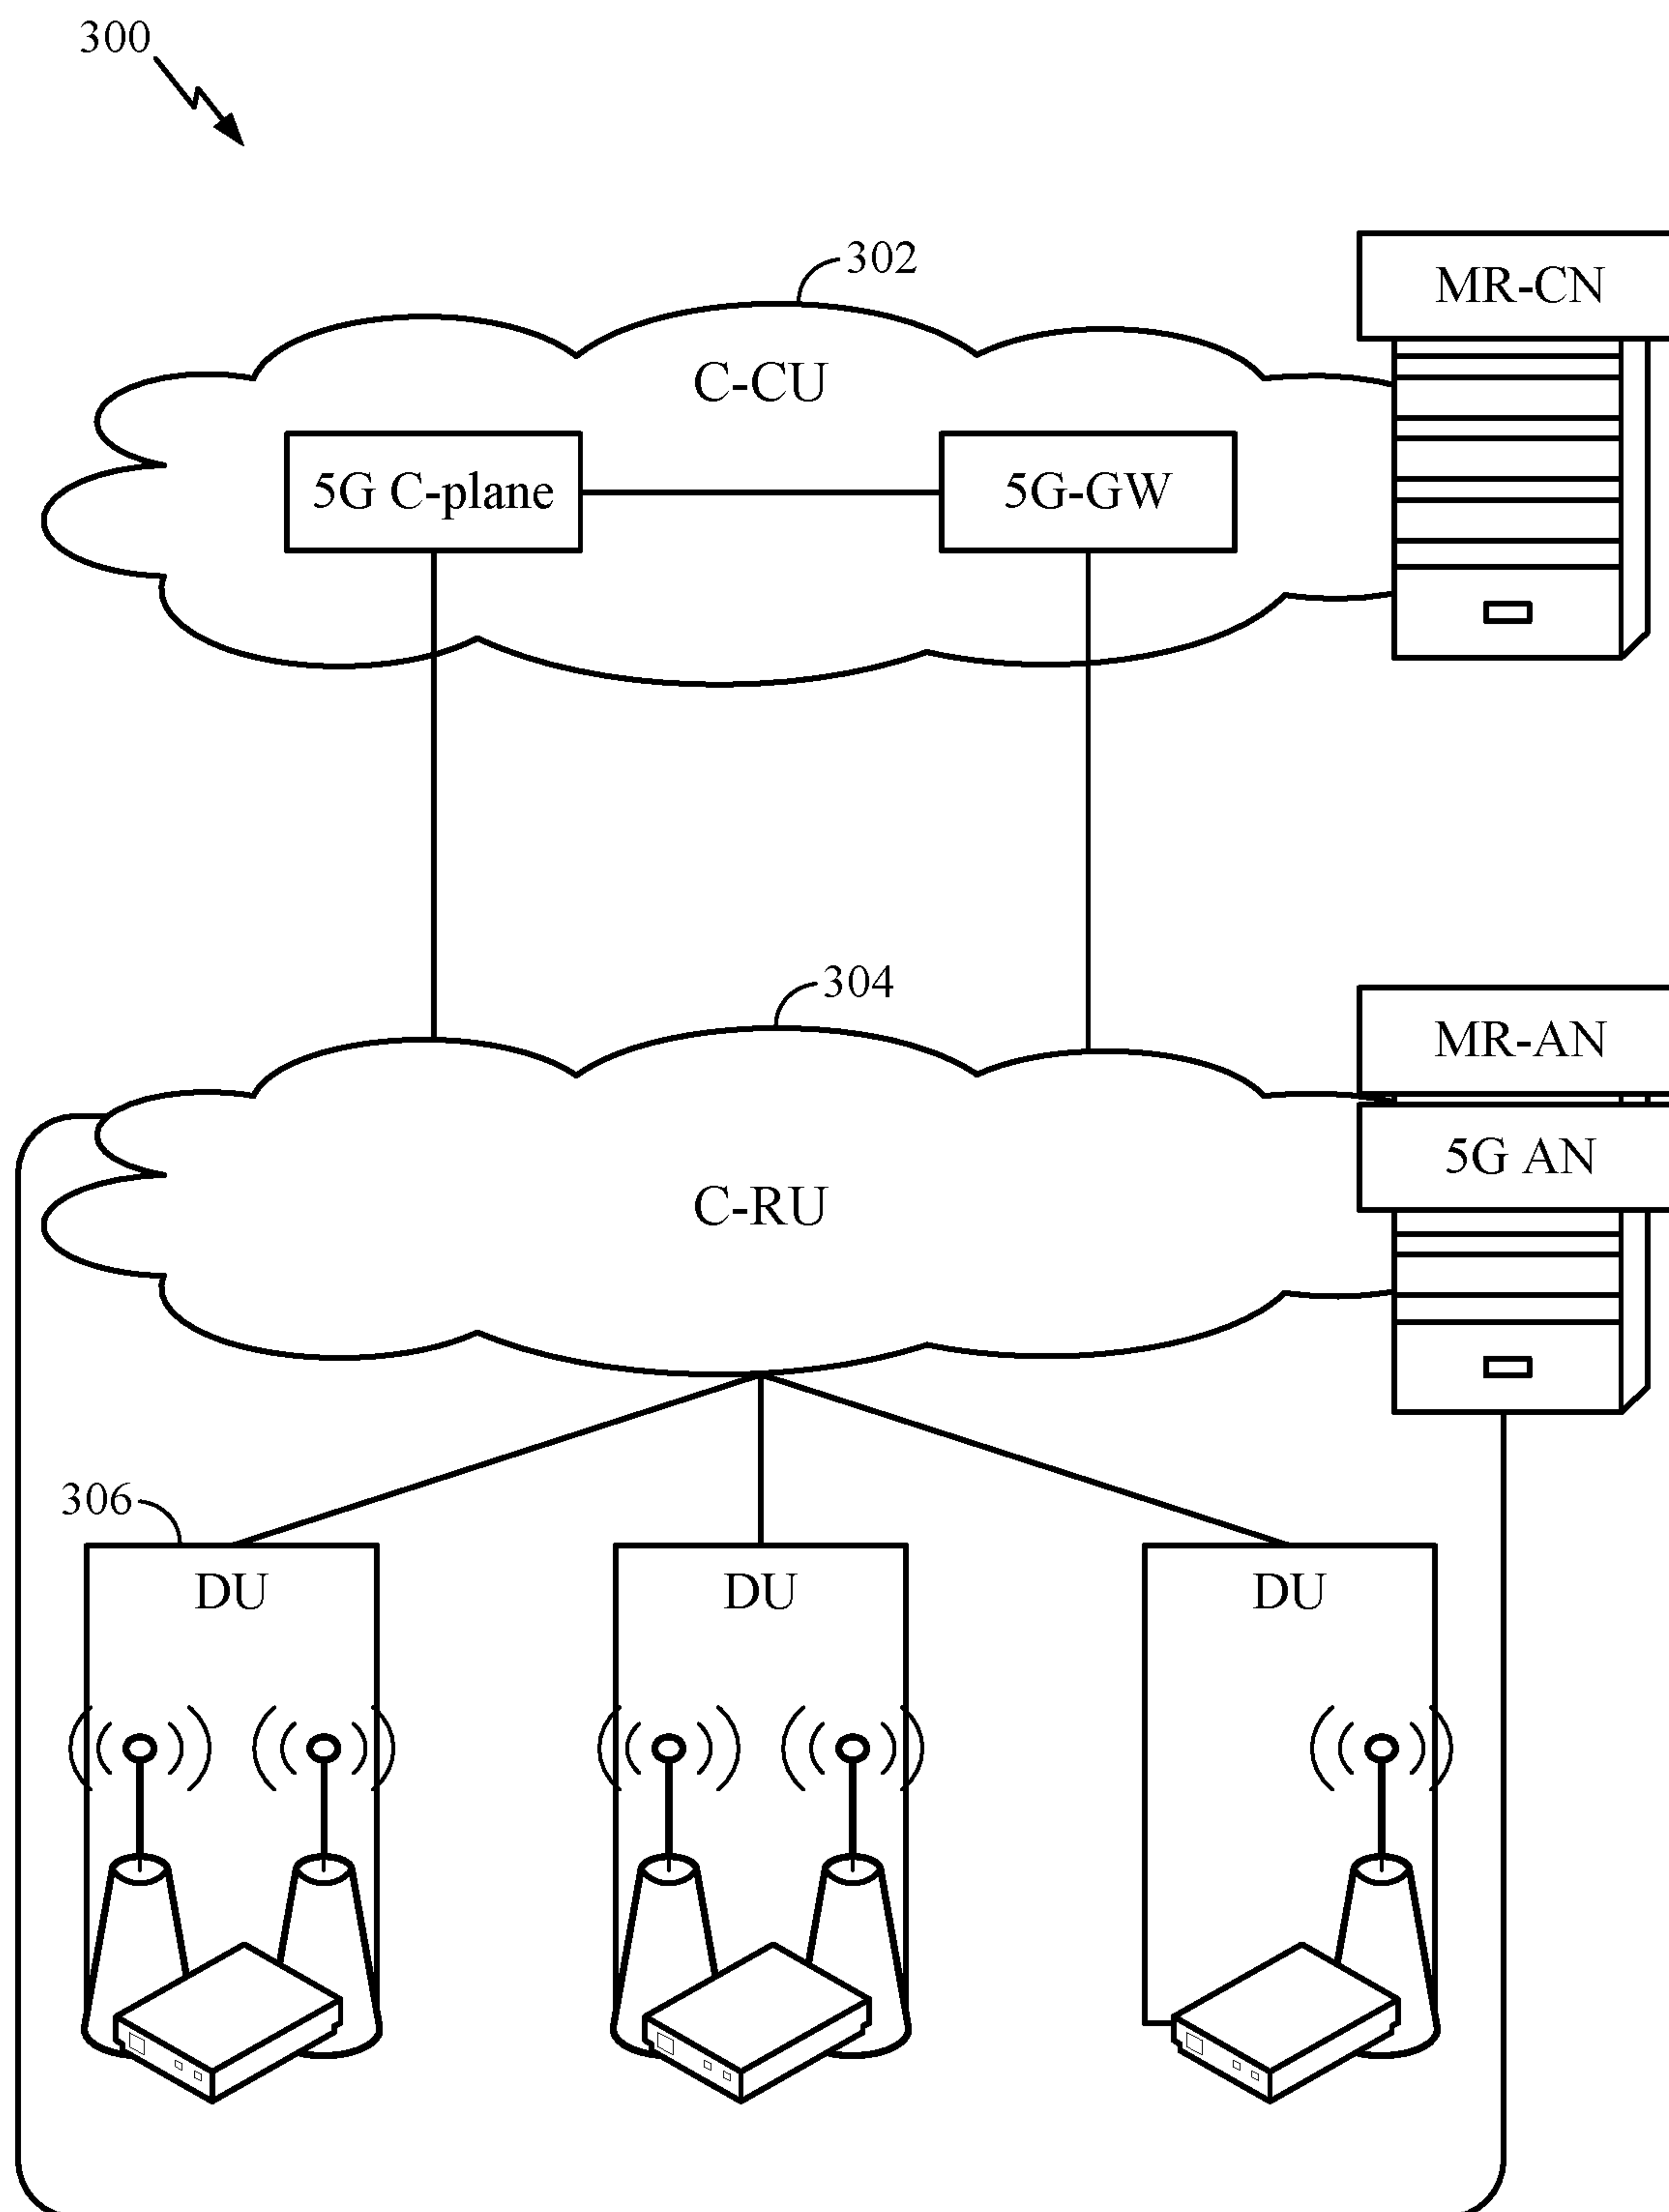 300
302
MR-CN
C-CU
5G C-plane
5G-GW
304
MR-AN
5G AN
C-RU
306
DU
DU
DU